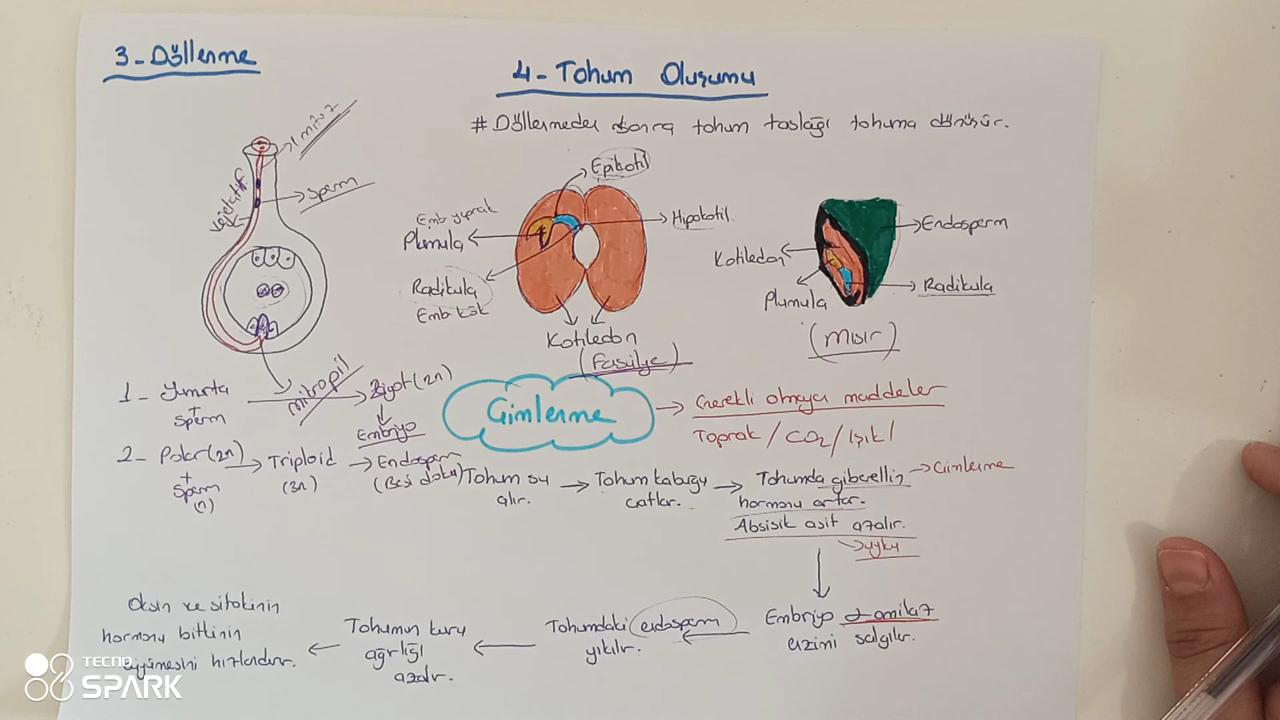 3-Döllenme
4-Tohum Oluşumu
# Döllenmeden sonra tohum taslağı tohuma dönüşür.
1 mitoz
Vejetatif
Sperm
Mitropil
Epikotil
Emb yaprak
Plumula
Hipokotil
Radikula
Emb kök
Kotiledon
(Fasulye)
Endosperm
Kotiledon
Plumula
Radikula
(Mısır)
1- Yumurta
+
Sperm
Zigot (2n)
Embriyo
2- Polar (2n)
+
Sperm
(n)
Triploid
(3n)
Endosperm
(Besi doku)
Çimlenme
Gerekli olmayan maddeler
Toprak / CO2 / Işık /
Tohum su
alır.
Tohum kabuğu
çatlar.
Tohumda giberellin
hormonu artar.
Çimlenme
Absisik asit azalır.
uyku
Embriyo α amilaz
enzimi salgılar.
Tohumdaki endosperm
yıkılır.
Tohumun kuru
ağırlığı
azalır.
Oksin ve sitokinin
hormonu bitkinin
büyümesini hızlandırır.
TECNO
SPARK